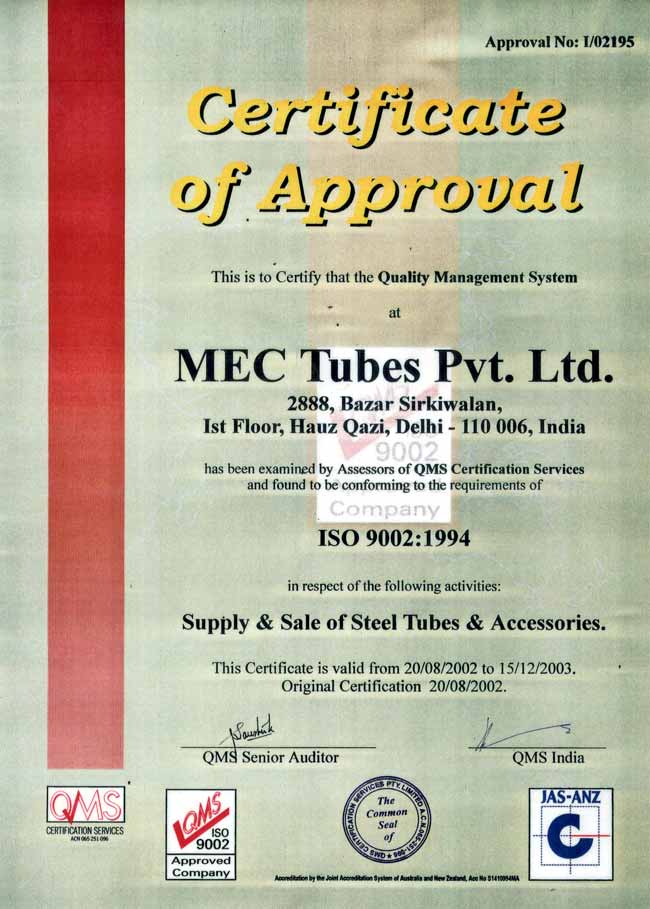 Approval No: I/02195
Certificate
of Approval
This is to Certify that the Quality Management System
at
MEC Tubes Pvt. Ltd.
2888, Bazar Sirkiwalan,
Ist Floor, Hauz Qazi, Delhi - 110 006, India
9002
has been examined by Assessors of QMS Certification Services
and found to be conforming to the requirements of
Company
ISO 9002:1994
in respect of the following activities:
Supply & Sale of Steel Tubes & Accessories.
This Certificate is valid from 20/08/2002 to 15/12/2003.
Original Certification 20/08/2002.
QMS Senior Auditor
QMS India
QMS
CERTIFICATION SERVICES
ACN 065-251-096
QMS
ISO
9002
Approved
Company
QMS CERTIFICATION SERVICES PTY. LIMITED A.C.N. 065-251-096
The
Common
Seal
of
JAS-ANZ
Accreditation by the Joint Accreditation System of Australia and New Zealand, Acc No S1410994MA